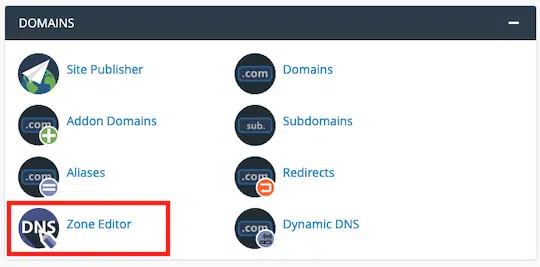 DOMAINS
Site Publisher
.com
Domains
.com
Addon Domains
sub.
Subdomains
.com
Aliases
.com
Redirects
DNS
Zone Editor
.com
Dynamic DNS